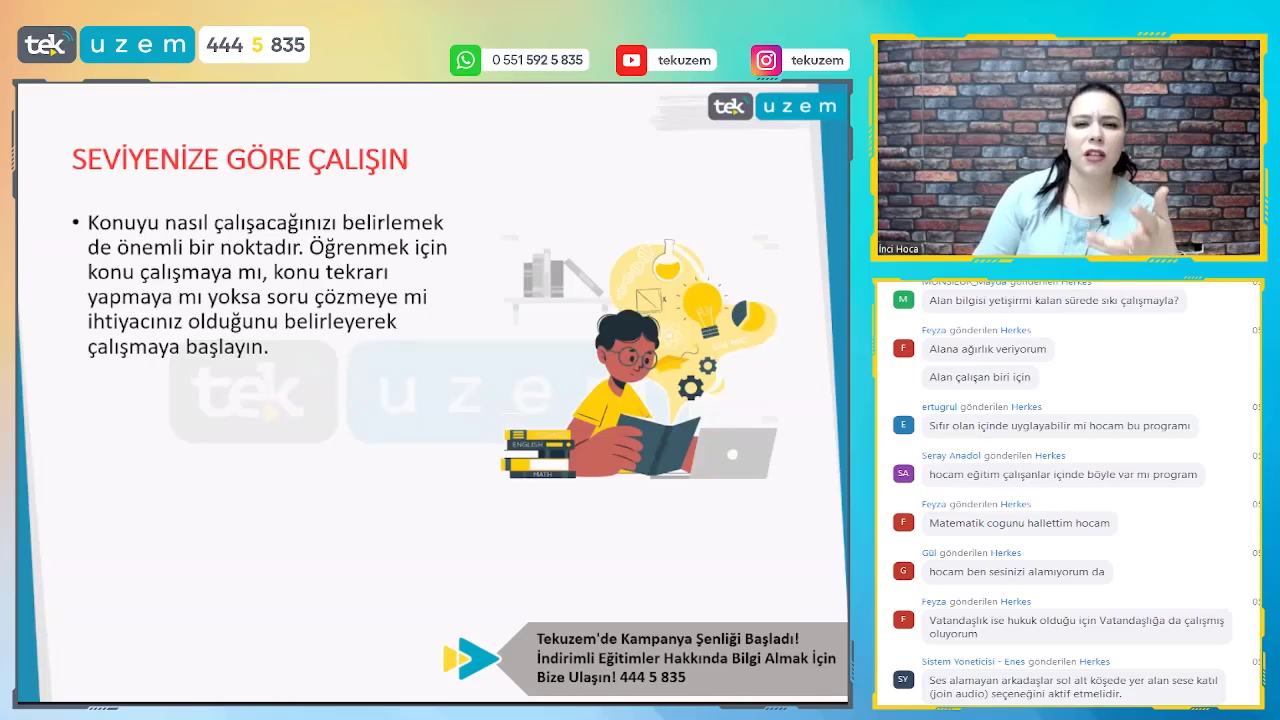 tek uzem 444 5 835
0 551 592 5 835
tekuzem
tekuzem
tek uzem
SEVİYENİZE GÖRE ÇALIŞIN
• Konuyu nasıl çalışacağınızı belirlemek
de önemli bir noktadır. Öğrenmek için
konu çalışmaya mı, konu tekrarı
yapmaya mı yoksa soru çözmeye mi
ihtiyacınız olduğunu belirleyerek
çalışmaya başlayın.
tek uzem
ENGLISH
MATH
Tekuzem'de Kampanya Şenliği Başladı!
İndirimli Eğitimler Hakkında Bilgi Almak İçin
Bize Ulaşın! 444 5 835
İnci Hoca
gönderilen Herkes
M
Alan bilgisi yetişirmi kalan sürede sıkı çalışmayla?
Feyza gönderilen Herkes
F
Alana ağırlık veriyorum
Alan çalışan biri için
ertugrul gönderilen Herkes
E
Sıfır olan içinde uyglayabilir mi hocam bu programı
Seray Anadol gönderilen Herkes
SA
hocam eğitim çalışanlar içinde böyle var mı program
Feyza gönderilen Herkes
F
Matematik cogunu hallettim hocam
Gül gönderilen Herkes
G
hocam ben sesinizi alamıyorum da
Feyza gönderilen Herkes
F
Vatandaşlık ise hukuk olduğu için Vatandaşlığa da çalışmış
oluyorum
Sistem Yoneticisi - Enes gönderilen Herkes
SY
Ses alamayan arkadaşlar sol alt köşede yer alan sese katıl
(join audio) seçeneğini aktif etmelidir.